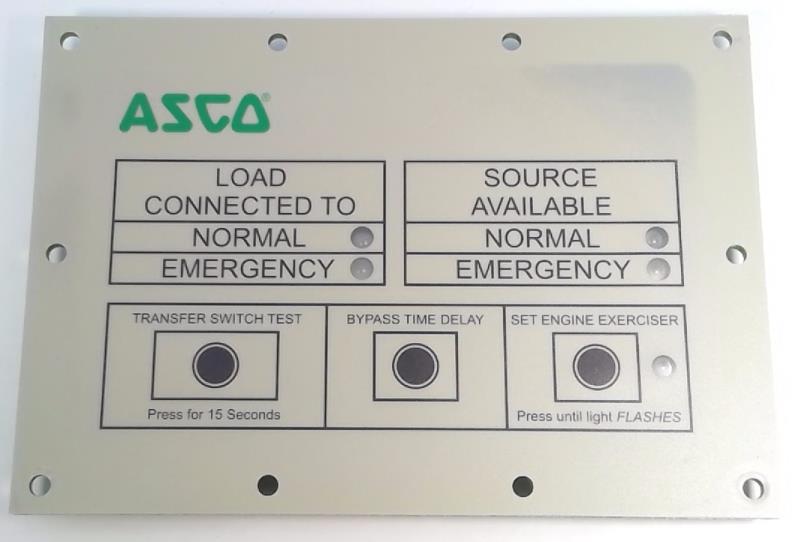 ASCO®
LOAD
CONNECTED TO
NORMAL
EMERGENCY
SOURCE
AVAILABLE
NORMAL
EMERGENCY
TRANSFER SWITCH TEST
Press for 15 Seconds
BYPASS TIME DELAY
SET ENGINE EXERCISER
Press until light FLASHES